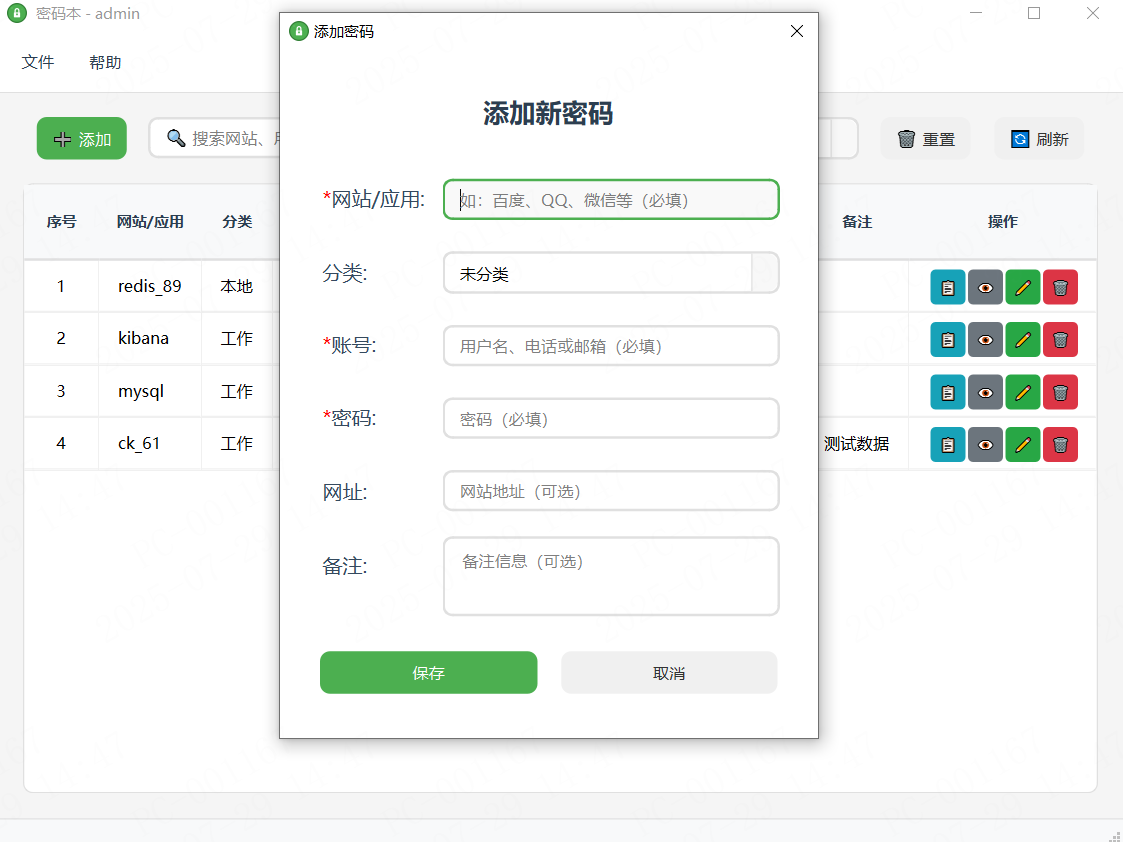 密码本 - admin
文件 帮助
添加 搜索网站、 重置 刷新
序号 网站/应用 分类 备注 操作
1 redis_89 本地
2 kibana 工作
3 mysql 工作
4 ck_61 工作 测试数据
添加密码
添加新密码
*网站/应用: 如：百度、QQ、微信等（必填）
分类: 未分类
*账号: 用户名、电话或邮箱（必填）
*密码: 密码（必填）
网址: 网站地址（可选）
备注: 备注信息（可选）
保存 取消